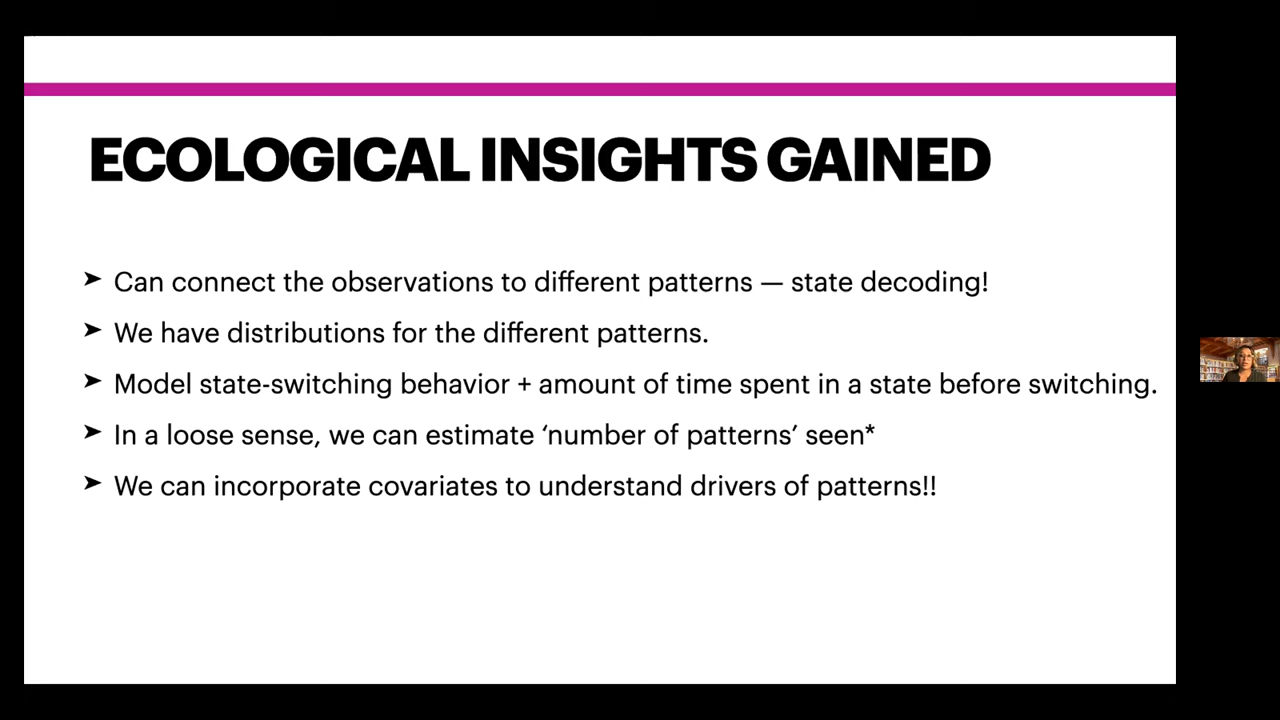 ECOLOGICAL INSIGHTS GAINED
➤ Can connect the observations to different patterns — state decoding!
➤ We have distributions for the different patterns.
➤ Model state-switching behavior + amount of time spent in a state before switching.
➤ In a loose sense, we can estimate ‘number of patterns’ seen*
➤ We can incorporate covariates to understand drivers of patterns!!